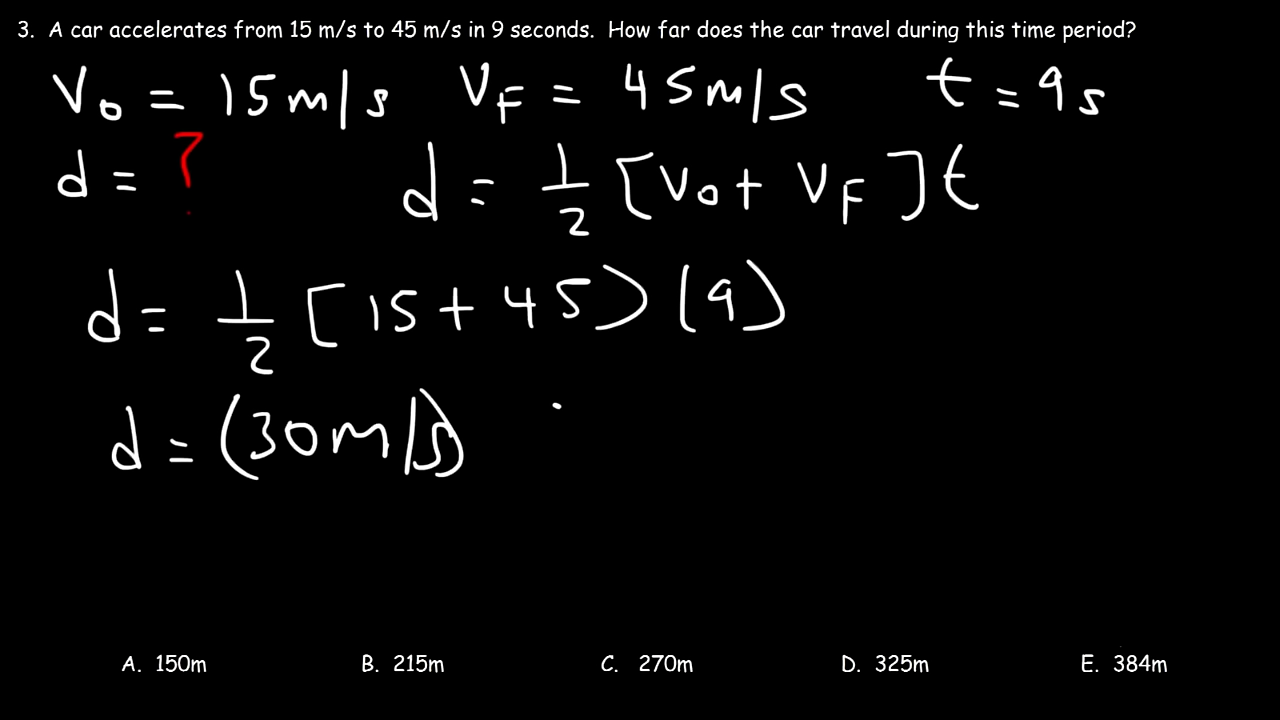 3. A car accelerates from 15 m/s to 45 m/s in 9 seconds. How far does the car travel during this time period?
V₀ = 15 m/s V_F = 45 m/s t = 9 s
d = ? d = 1/2 [V₀ + V_F] t
d = 1/2 [15 + 45) (9)
d = (30 m/s)
A. 150m B. 215m C. 270m D. 325m E. 384m